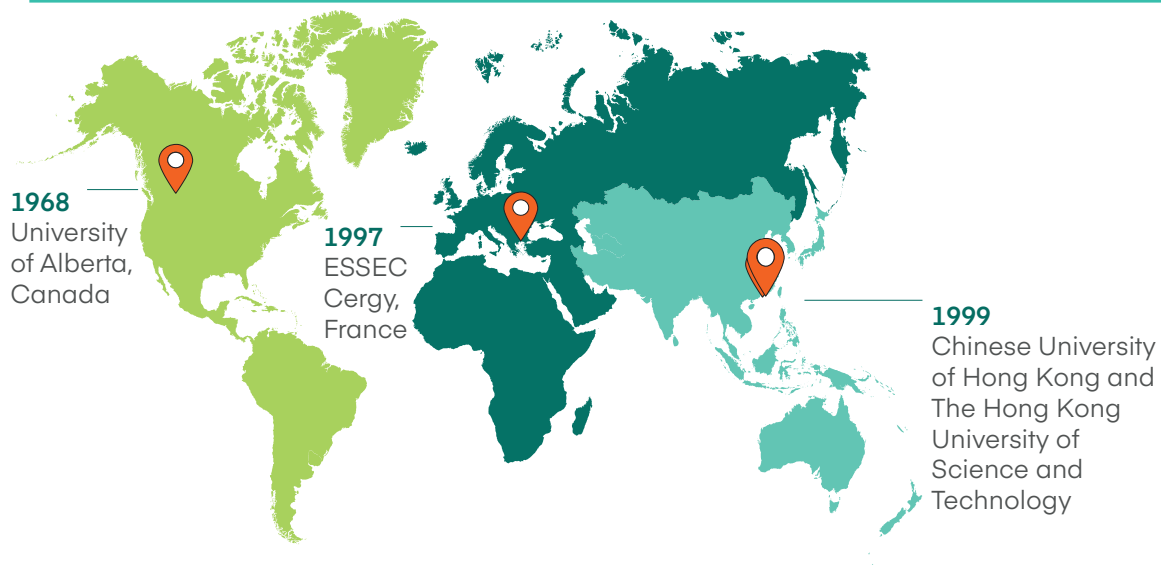 1968
University
of Alberta,
Canada
1997
ESSEC
Cergy,
France
1999
Chinese University
of Hong Kong and
The Hong Kong
University of
Science and
Technology